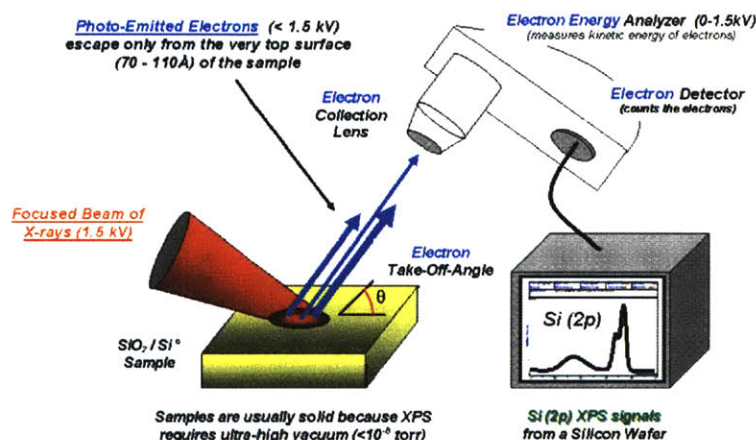 Photo-Emitted Electrons (< 1.5 kV)
escape only from the very top surface
(70 - 110Å) of the sample
Electron Energy Analyzer (0-1.5kV)
(measures kinetic energy of electrons)
Electron
Collection
Lens
Electron Detector
(counts the electrons)
Focused Beam of
X-rays (1.5 kV)
Electron
Take-Off-Angle
θ
Si (2p)
SiO₂ / Si°
Sample
Samples are usually solid because XPS
requires ultra-high vacuum (<10⁻⁸ torr)
Si (2p) XPS signals
from a Silicon Wafer